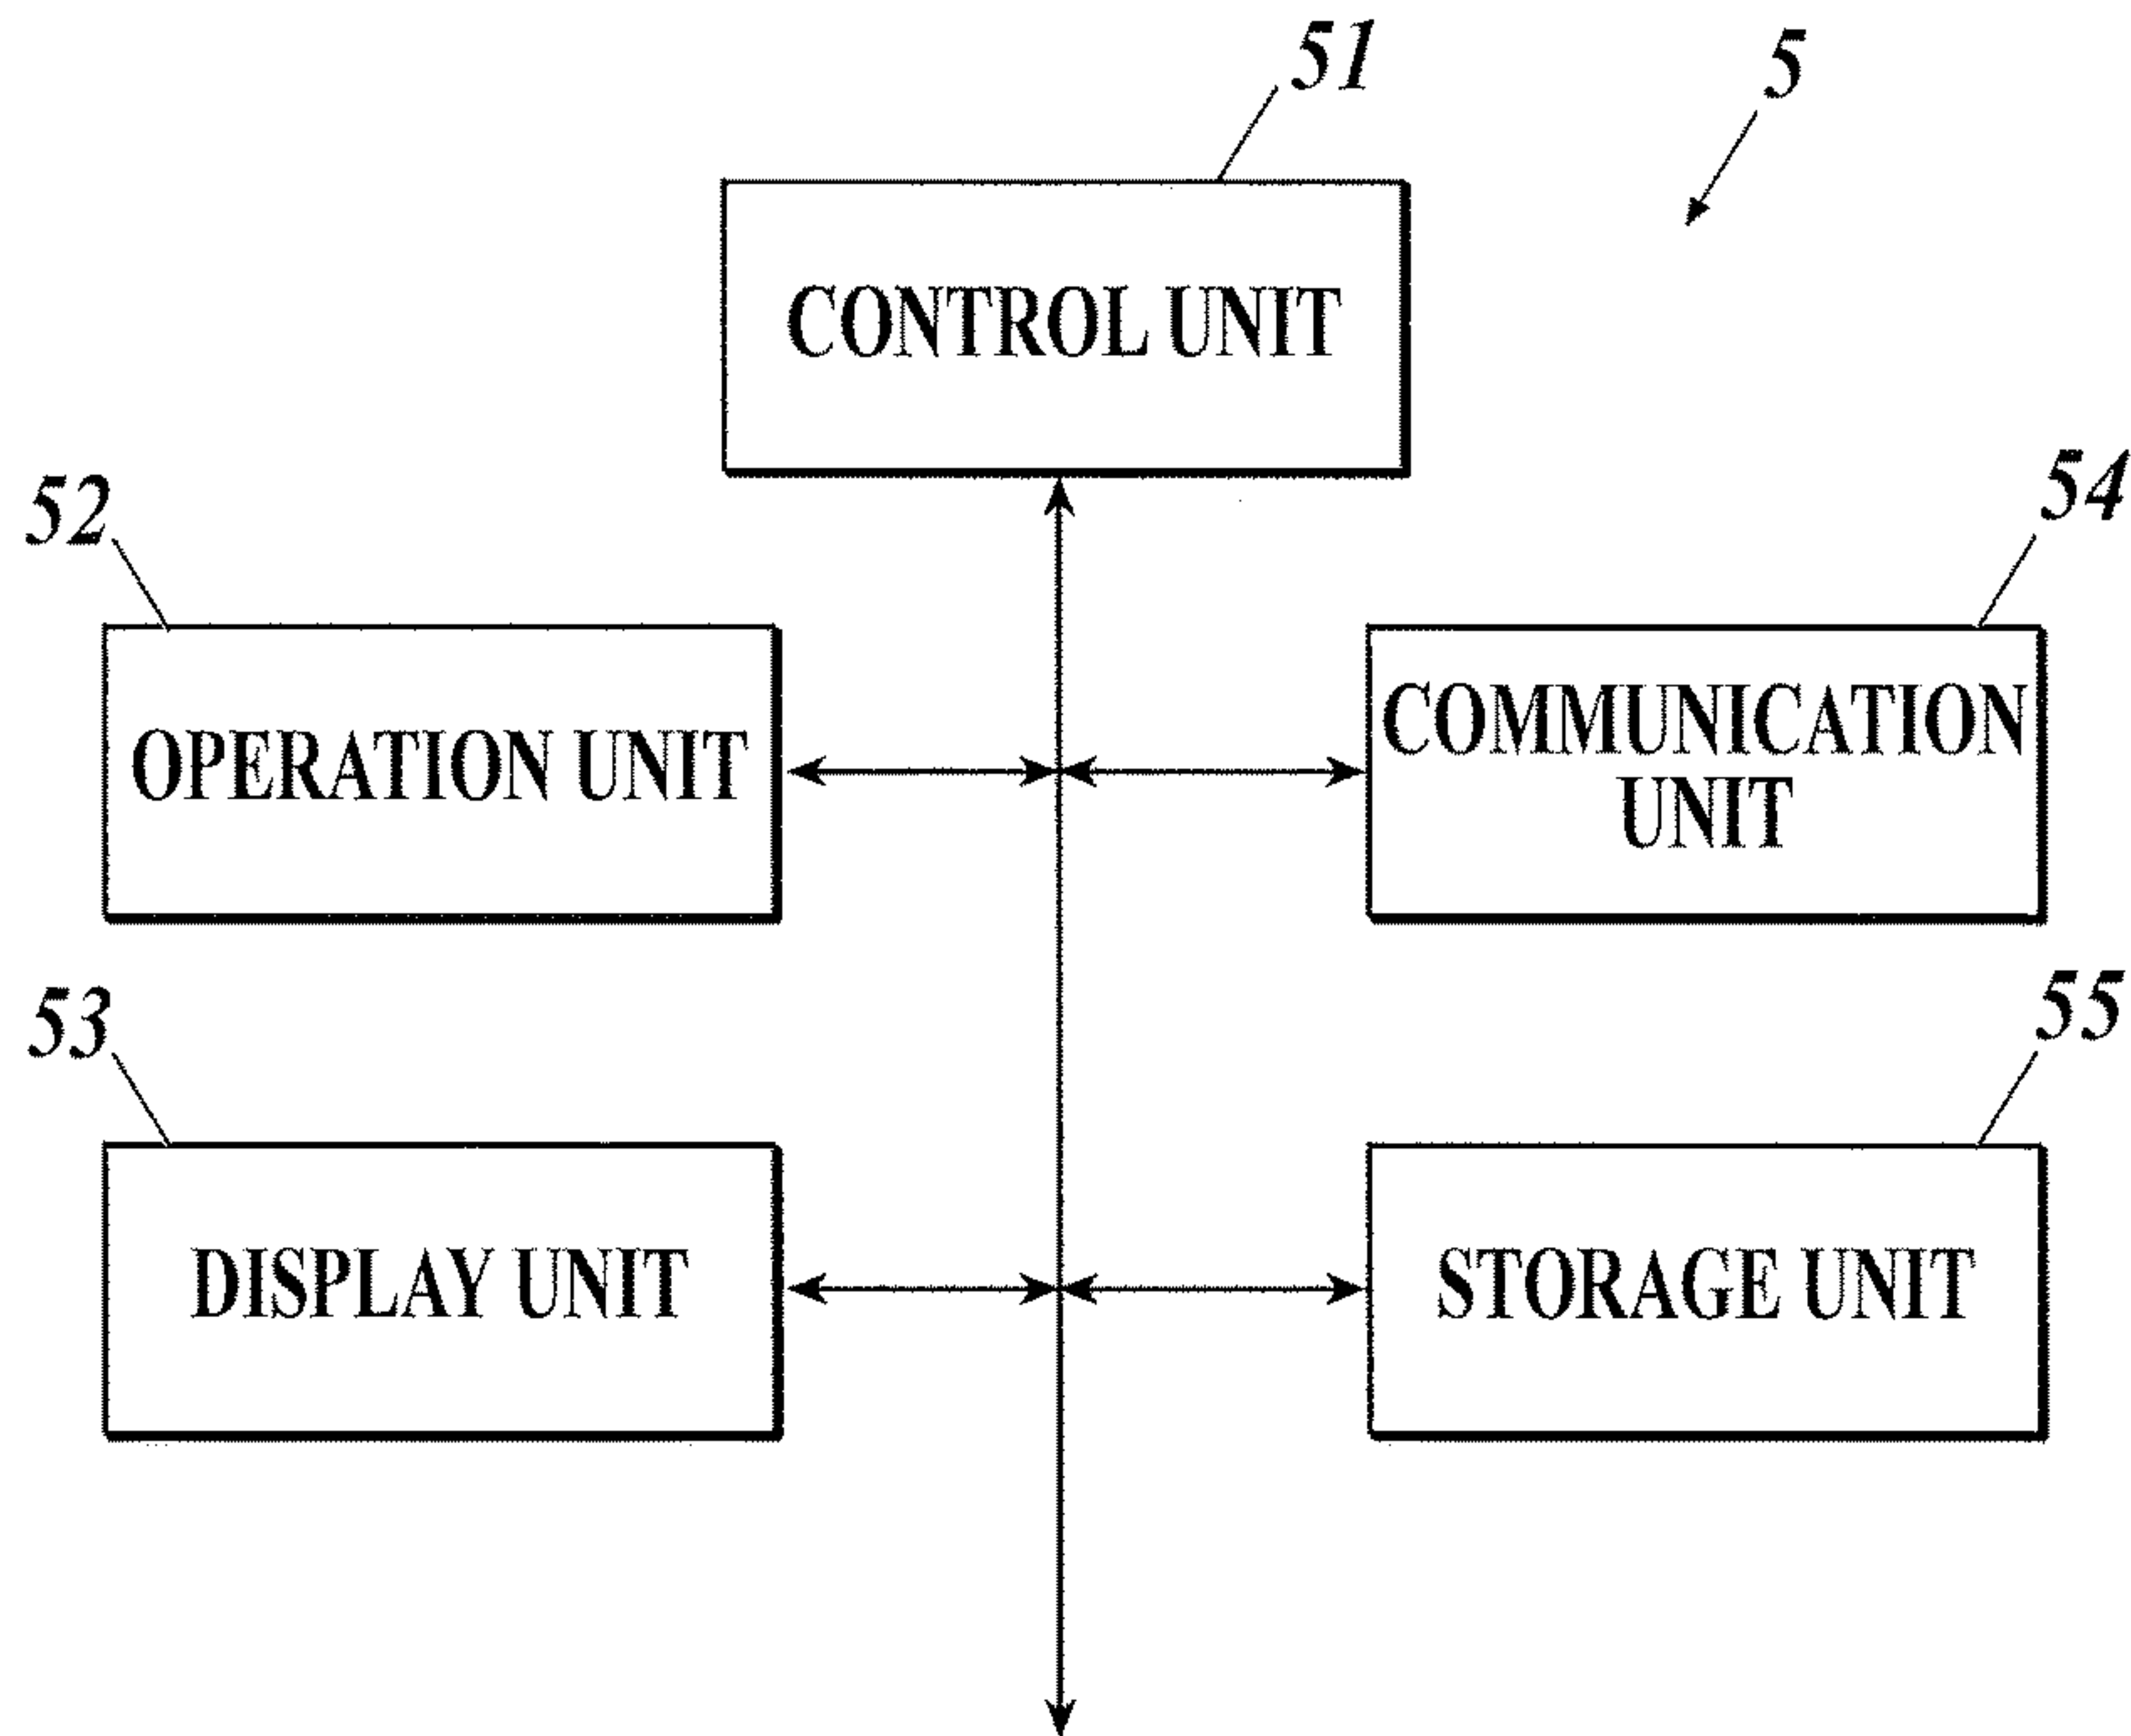 51
5
CONTROL UNIT
52
54
OPERATION UNIT
COMMUNICATION
UNIT
53
55
DISPLAY UNIT
STORAGE UNIT